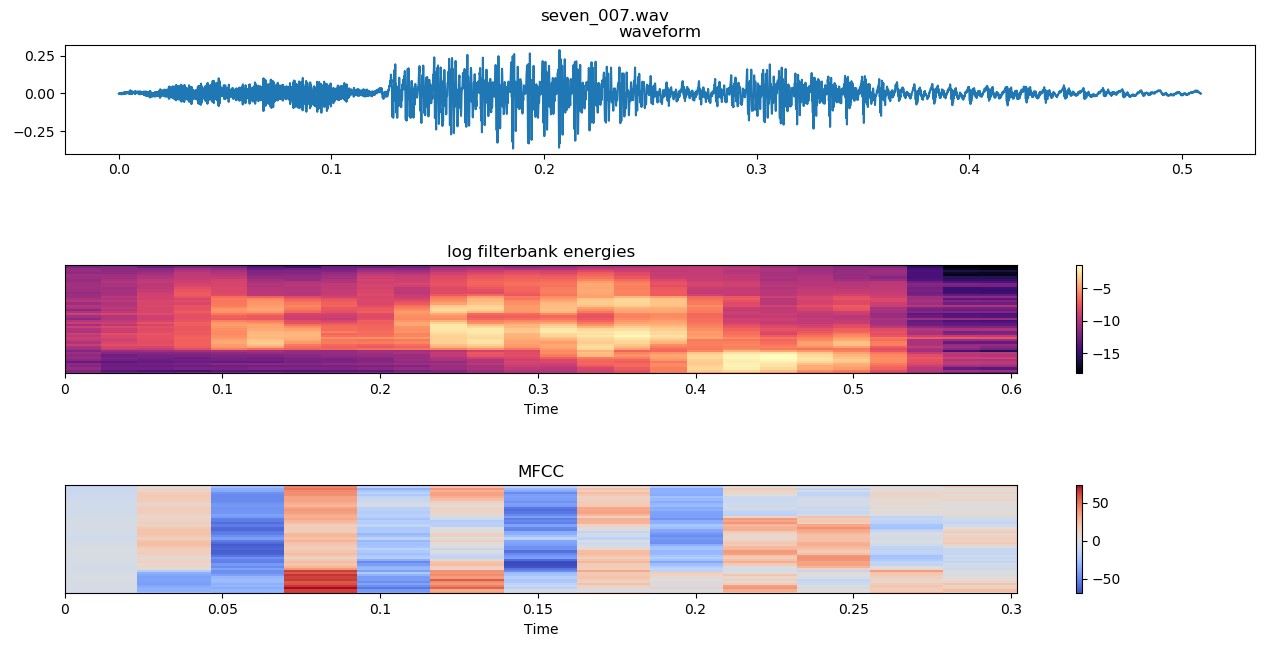 seven_007.wav
waveform
0.25
0.00
−0.25
0.0 0.1 0.2 0.3 0.4 0.5
log filterbank energies
−5
−10
−15
0 0.1 0.2 0.3 0.4 0.5 0.6
Time
MFCC
50
0
−50
0 0.05 0.1 0.15 0.2 0.25 0.3
Time